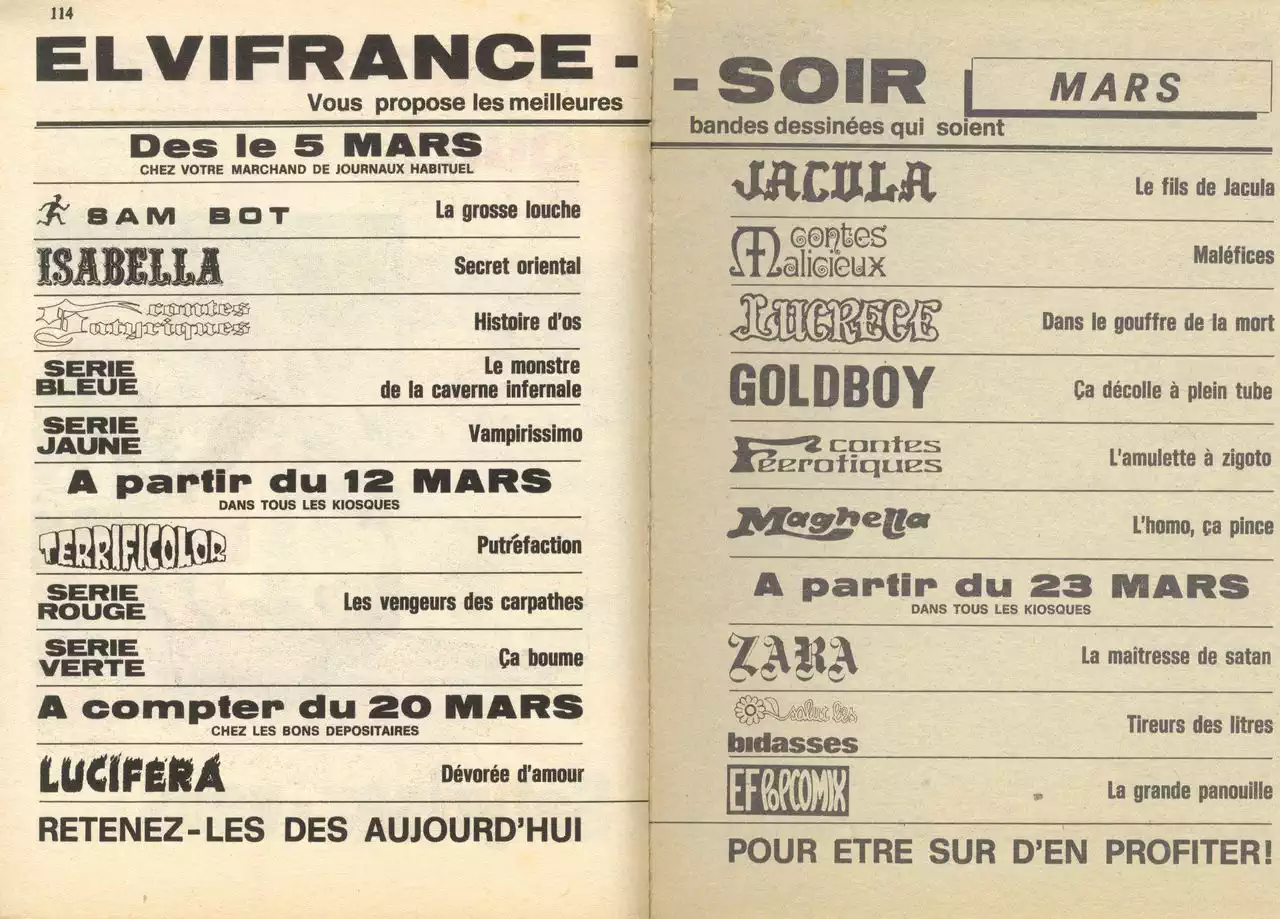 114
ELVIFRANCE -
Vous propose les meilleures
Des le 5 MARS
CHEZ VOTRE MARCHAND DE JOURNAUX HABITUEL
SAM BOT La grosse louche
ISABELLA Secret oriental
contes
Satyriques Histoire d'os
SERIE
BLEUE
Le monstre
de la caverne infernale
SERIE
JAUNE Vampirissimo
A partir du 12 MARS
DANS TOUS LES KIOSQUES
TERRIFICOLOR Putréfaction
SERIE
ROUGE Les vengeurs des carpathes
SERIE
VERTE Ça boume
A compter du 20 MARS
CHEZ LES BONS DEPOSITAIRES
LUCIFERA Dévorée d'amour
RETENEZ-LES DES AUJOURD'HUI
- SOIR
MARS
bandes dessinées qui soient
JACULA Le fils de Jacula
contes
Malicieux Maléfices
LUCRECE Dans le gouffre de la mort
GOLDBOY Ça décolle à plein tube
contes
Féerotiques L'amulette à zigoto
Maghella L'homo, ça pince
A partir du 23 MARS
DANS TOUS LES KIOSQUES
ZARA La maitresse de satan
salut les
bidasses Tireurs des litres
EF POPCOMIX La grande panouille
POUR ETRE SUR D'EN PROFITER!